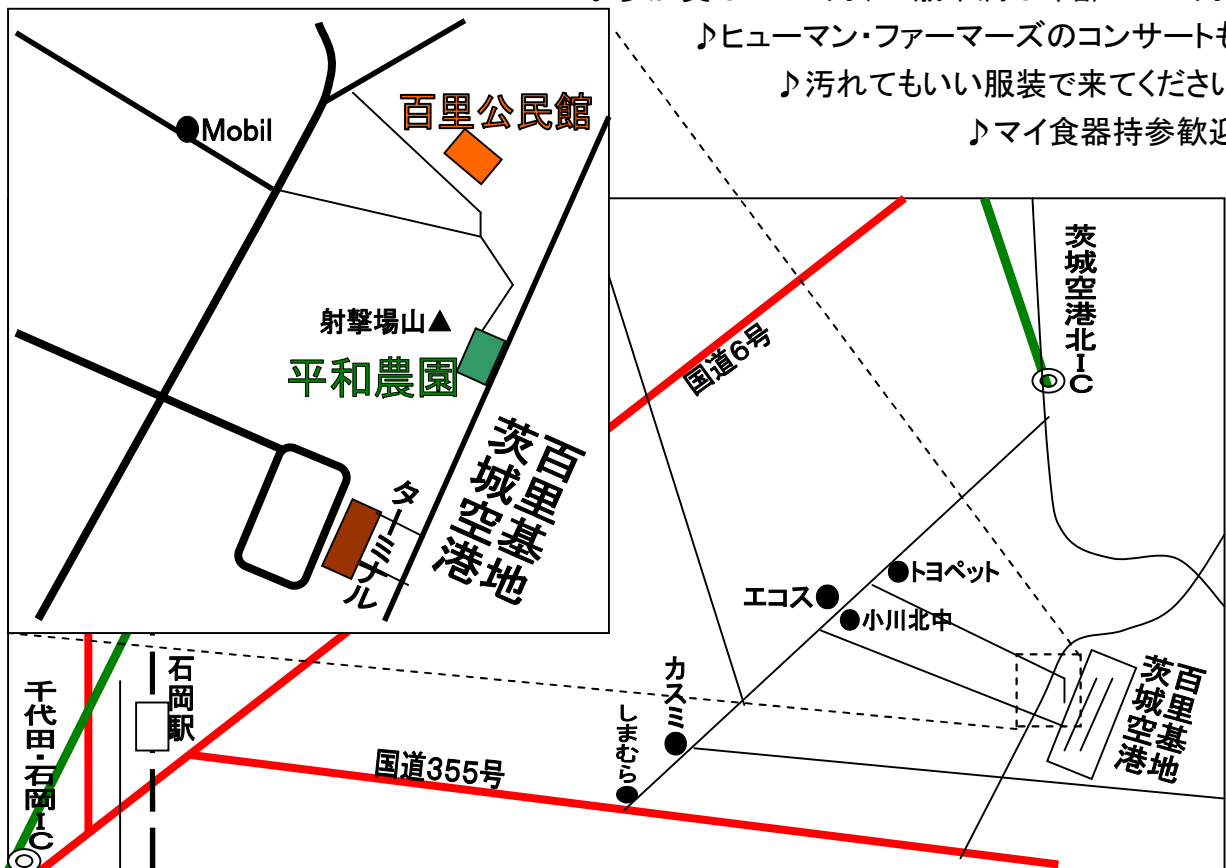 ♪ヒューマン・ファーマーズのコンサートも
♪汚れてもいい服装で来てください
♪マイ食器持参歓迎
百里公民館
Mobil
射撃場山▲
平和農園
百里基地
茨城空港
ターミナル
国道6号
茨城空港北IC
トヨペット
エコス
小川北中
カスミ
しまむら
百里基地
茨城空港
石岡駅
千代田・石岡IC
国道355号